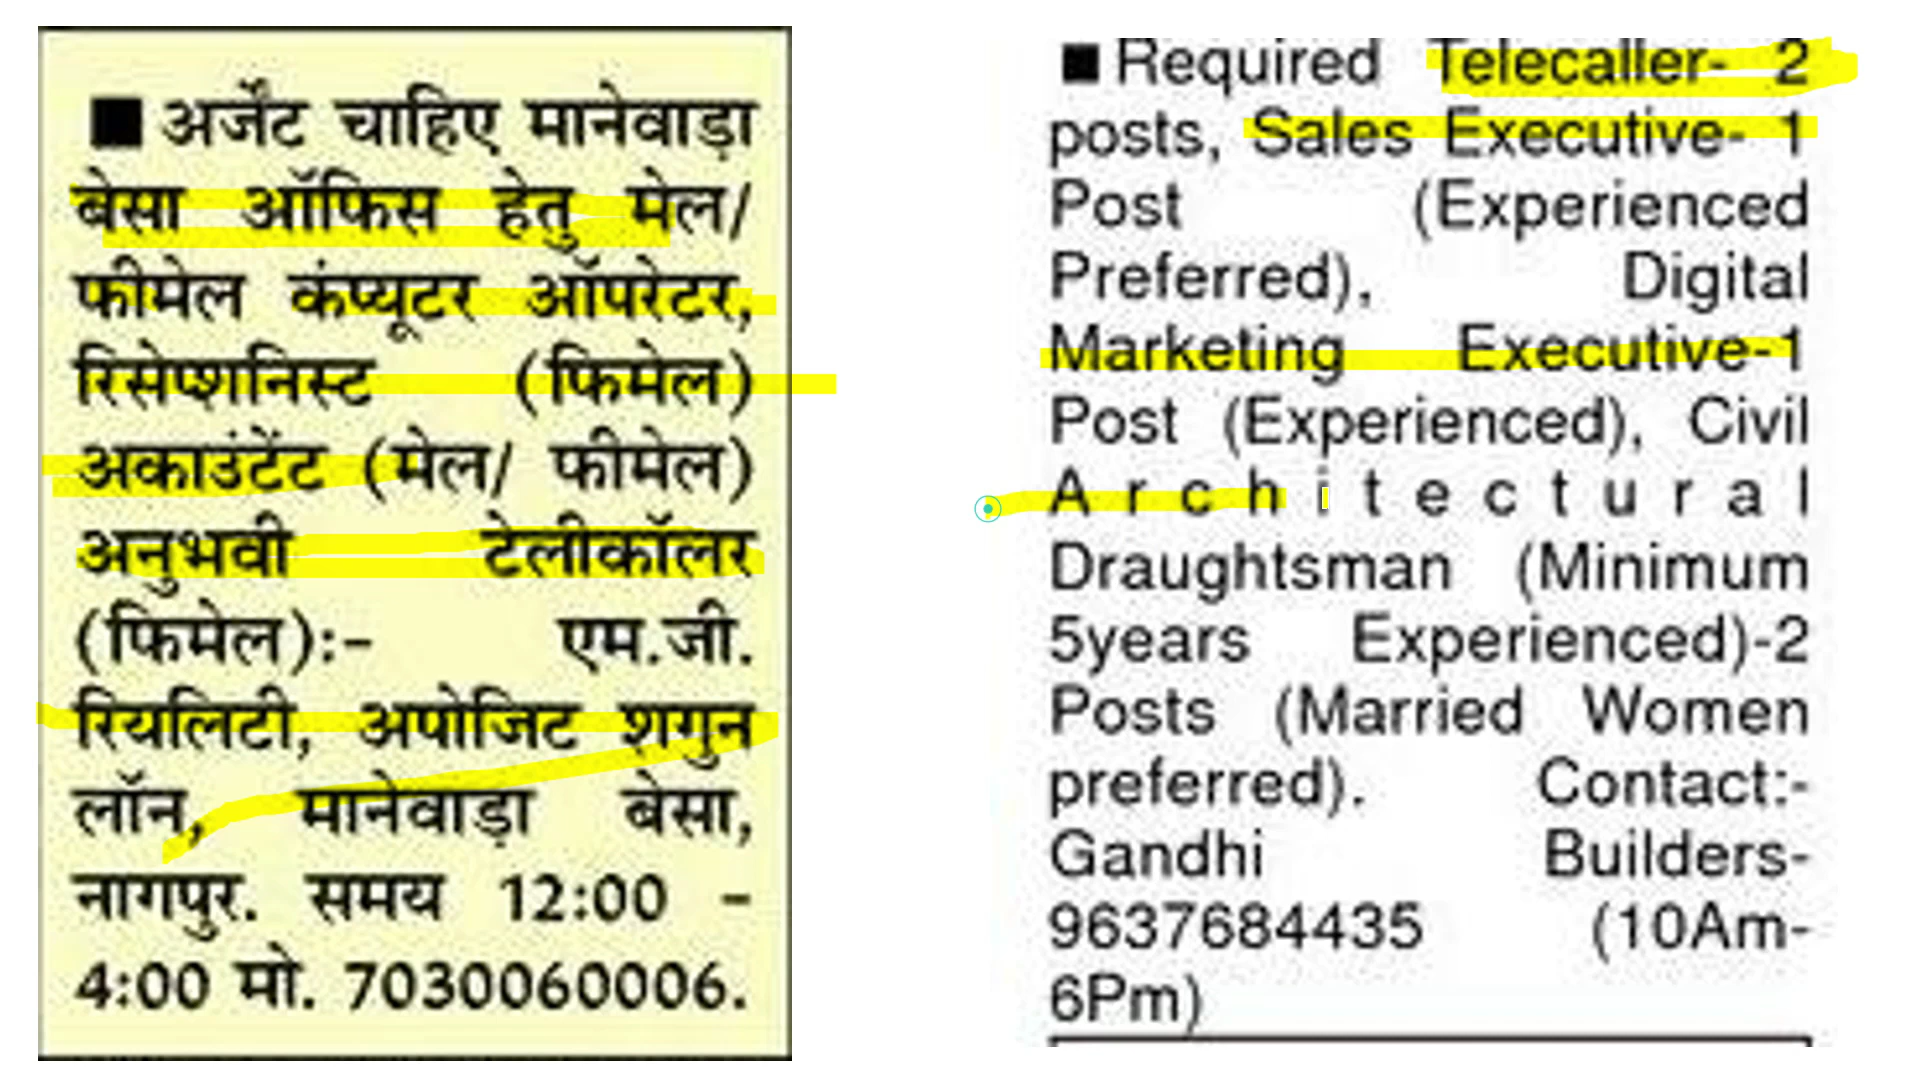 ■ अर्जेंट चाहिए मानेवाड़ा
बेसा ऑफिस हेतु मेल/
फीमेल कंप्यूटर ऑपरेटर,
रिसेप्शनिस्ट (फिमेल)
अकाउंटेंट (मेल/ फीमेल)
अनुभवी टेलीकॉलर
(फिमेल):- एम.जी.
रियलिटी, अपोजिट शगुन
लॉन, मानेवाड़ा बेसा,
नागपुर. समय 12:00 -
4:00 मो. 7030060006.
■ Required Telecaller- 2
posts, Sales Executive- 1
Post (Experienced
Preferred), Digital
Marketing Executive-1
Post (Experienced), Civil
Architectural
Draughtsman (Minimum
5years Experienced)-2
Posts (Married Women
preferred). Contact:-
Gandhi Builders-
9637684435 (10Am-
6Pm)